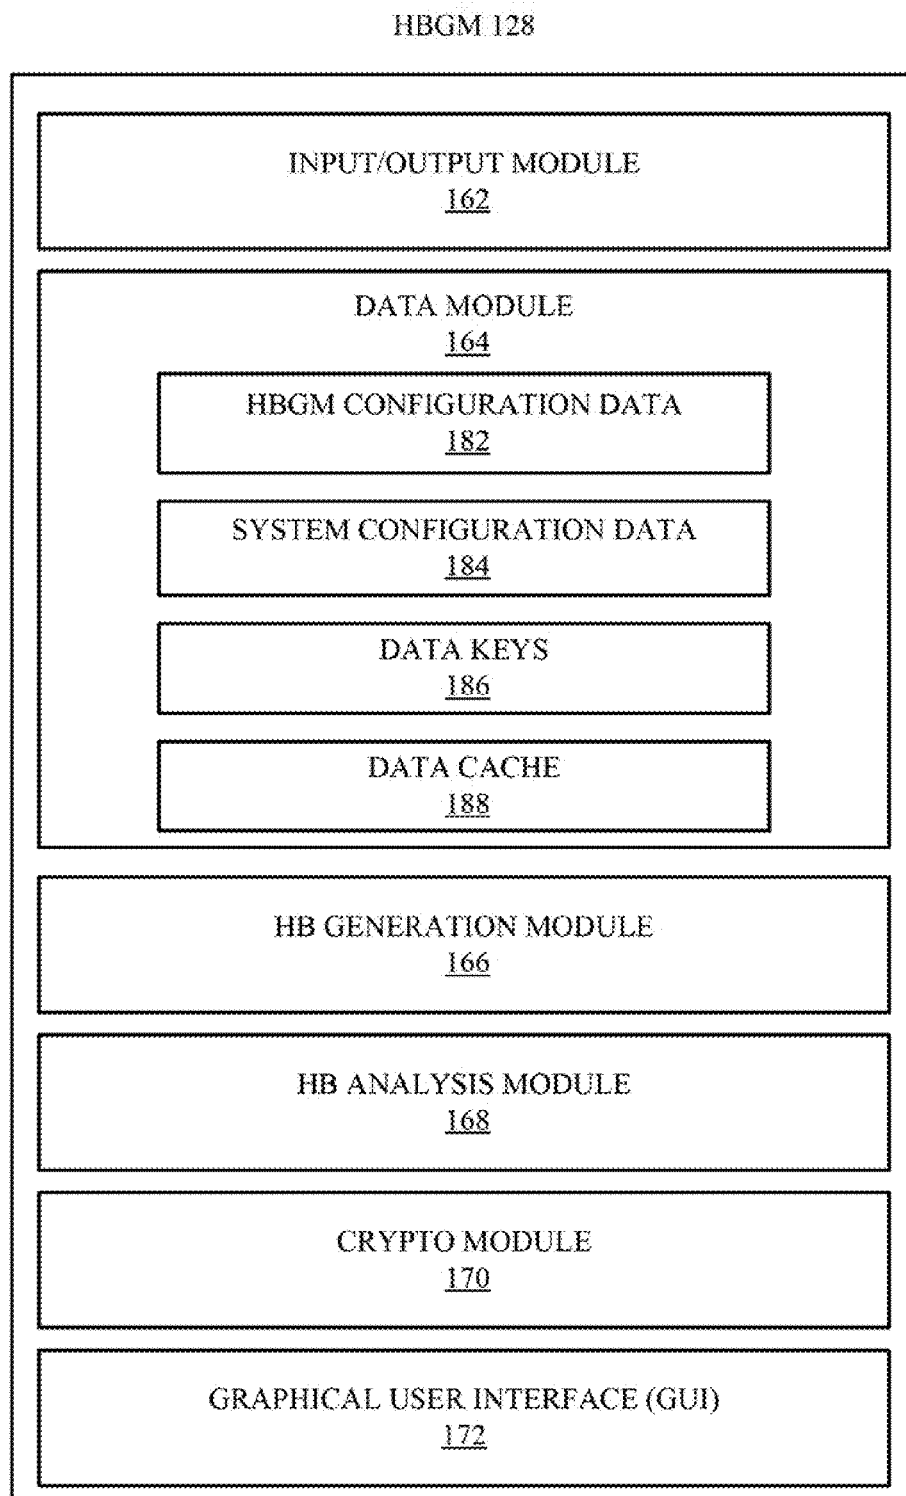 HBGM 128
INPUT/OUTPUT MODULE
162
DATA MODULE
164
HBGM CONFIGURATION DATA
182
SYSTEM CONFIGURATION DATA
184
DATA KEYS
186
DATA CACHE
188
HB GENERATION MODULE
166
HB ANALYSIS MODULE
168
CRYPTO MODULE
170
GRAPHICAL USER INTERFACE (GUI)
172